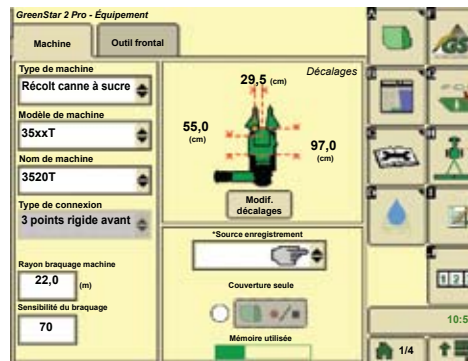 GreenStar 2 Pro - Équipement
Machine
Outil frontal
Type de machine
Récolt canne à sucre
Modèle de machine
35xxT
Nom de machine
3520T
Type de connexion
3 points rigide avant
Rayon braquage machine
22,0 (m)
Sensibilité du braquage
70
Décalages
29,5 (cm)
55,0
(cm)
97,0
(cm)
Modif.
décalages
*Source enregistrement
Couverture seule
Mémoire utilisée
10:5
1/4